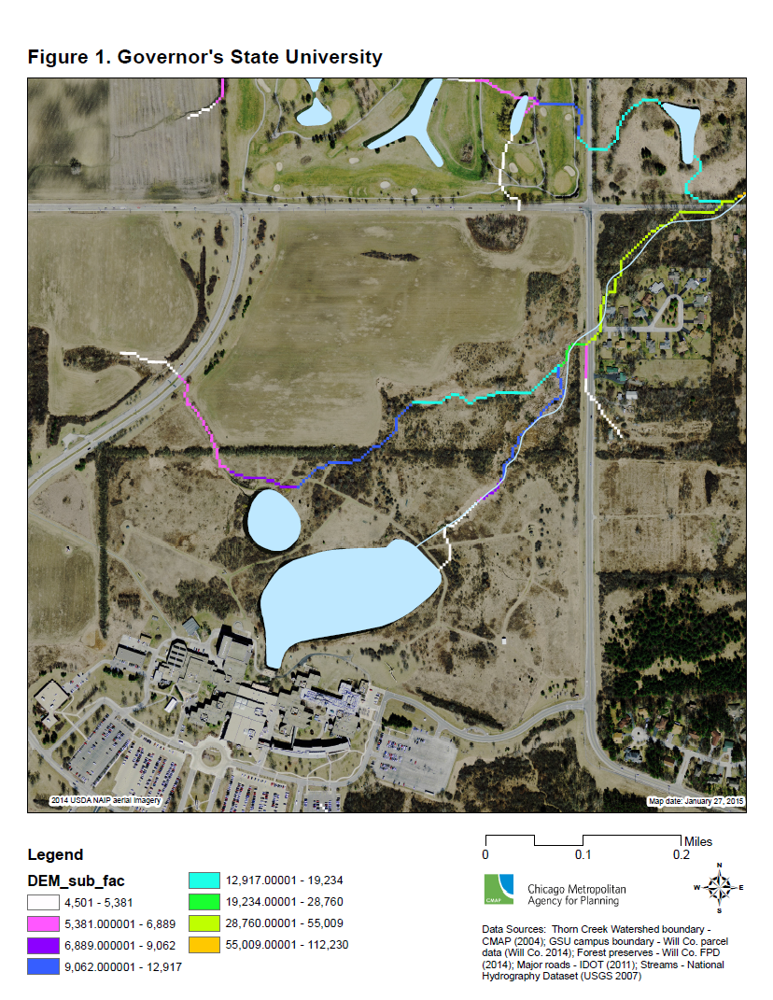 Figure 1. Governor's State University
2014 USDA NAIP aerial imagery
Map date: January 27, 2015
Legend
DEM_sub_fac
4,501 - 5,381
5,381.000001 - 6,889
6,889.000001 - 9,062
9,062.000001 - 12,917
12,917.00001 - 19,234
19,234.00001 - 28,760
28,760.00001 - 55,009
55,009.00001 - 112,230
Miles
0 0.1 0.2
CMAP
Chicago Metropolitan
Agency for Planning
N
W E
S
Data Sources: Thorn Creek Watershed boundary -
CMAP (2004); GSU campus boundary - Will Co. parcel
data (Will Co. 2014); Forest preserves - Will Co. FPD
(2014); Major roads - IDOT (2011); Streams - National
Hydrography Dataset (USGS 2007)